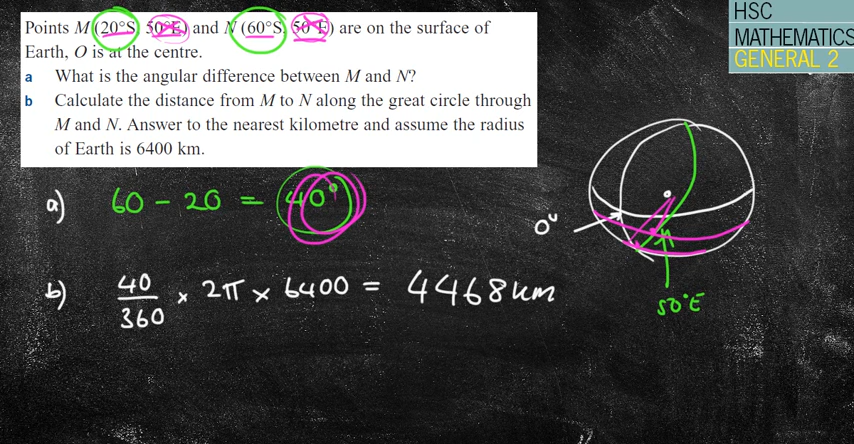 HSC
MATHEMATICS
GENERAL 2
Points M (20°S, 50°E) and N (60°S, 50°E) are on the surface of
Earth, O is at the centre.
a What is the angular difference between M and N?
b Calculate the distance from M to N along the great circle through
M and N. Answer to the nearest kilometre and assume the radius
of Earth is 6400 km.
a) 60 - 20 = 40°
b) 40/360 × 2π × 6400 = 4468km
0°
50°E